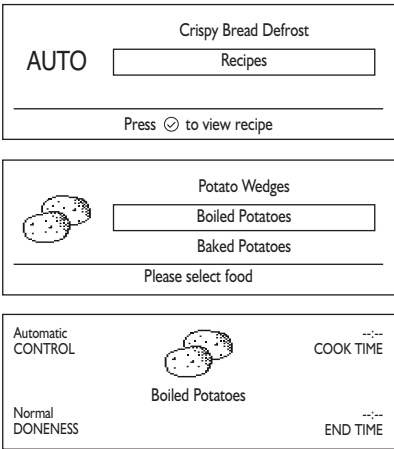 Crispy Bread Defrost
AUTO
Recipes
Press ✓ to view recipe
Potato Wedges
Boiled Potatoes
Baked Potatoes
Please select food
Automatic
CONTROL
--:--
COOK TIME
Boiled Potatoes
Normal
DONENESS
--:--
END TIME